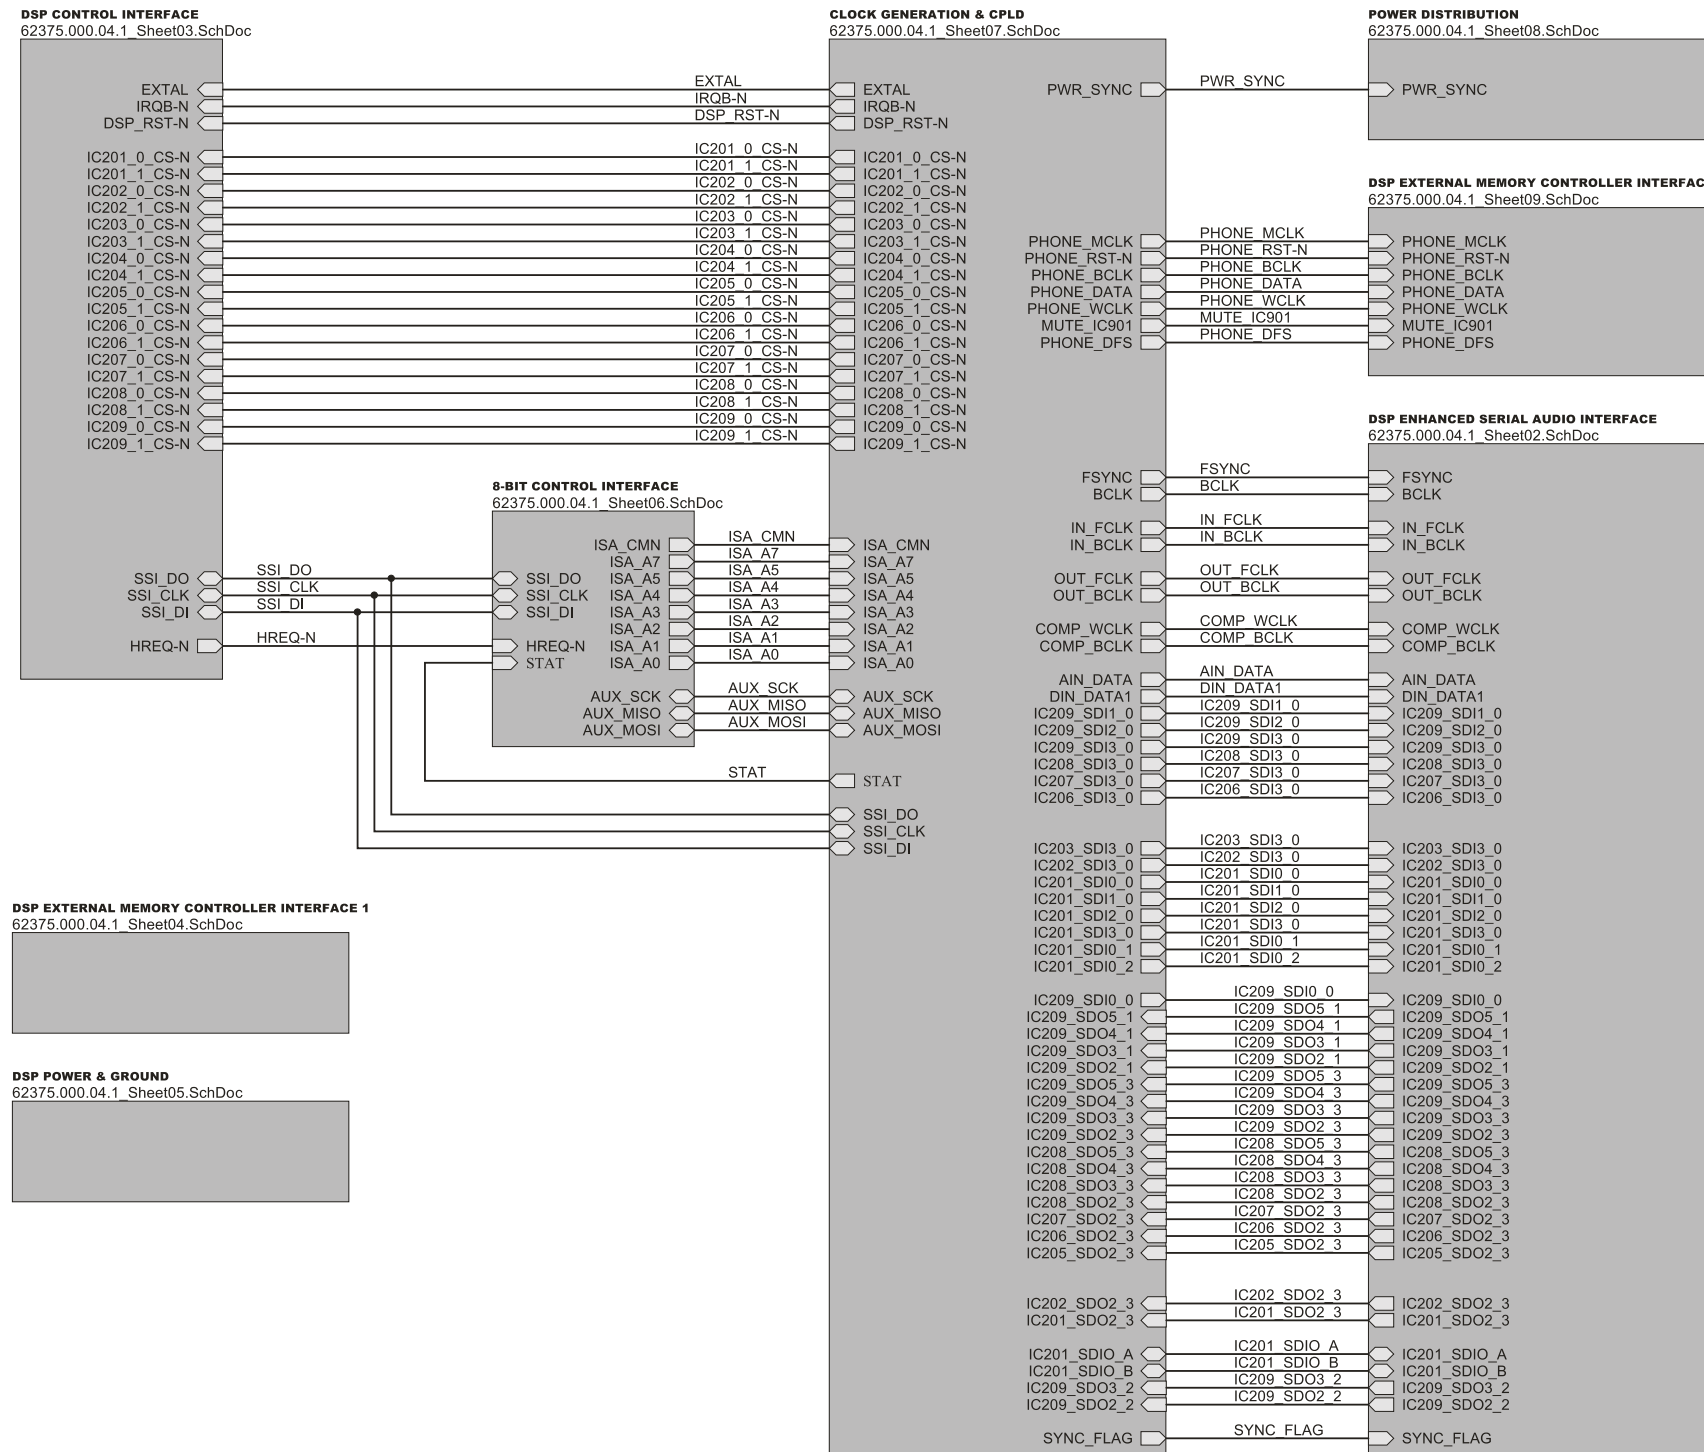 DSP CONTROL INTERFACE
62375.000.04.1_Sheet03.SchDoc
EXTAL
IRQB-N
DSP_RST-N
IC201_0_CS-N
IC201_1_CS-N
IC202_0_CS-N
IC202_1_CS-N
IC203_0_CS-N
IC203_1_CS-N
IC204_0_CS-N
IC204_1_CS-N
IC205_0_CS-N
IC205_1_CS-N
IC206_0_CS-N
IC206_1_CS-N
IC207_0_CS-N
IC207_1_CS-N
IC208_0_CS-N
IC208_1_CS-N
IC209_0_CS-N
IC209_1_CS-N
SSI_DO
SSI_CLK
SSI_DI
HREQ-N
EXTAL
IRQB-N
DSP_RST-N
IC201_0_CS-N
IC201_1_CS-N
IC202_0_CS-N
IC202_1_CS-N
IC203_0_CS-N
IC203_1_CS-N
IC204_0_CS-N
IC204_1_CS-N
IC205_0_CS-N
IC205_1_CS-N
IC206_0_CS-N
IC206_1_CS-N
IC207_0_CS-N
IC207_1_CS-N
IC208_0_CS-N
IC208_1_CS-N
IC209_0_CS-N
IC209_1_CS-N
SSI_DO
SSI_CLK
SSI_DI
HREQ-N
8-BIT CONTROL INTERFACE
62375.000.04.1_Sheet06.SchDoc
SSI_DO
SSI_CLK
SSI_DI
HREQ-N
STAT
ISA_CMN
ISA_A7
ISA_A5
ISA_A4
ISA_A3
ISA_A2
ISA_A1
ISA_A0
AUX_SCK
AUX_MISO
AUX_MOSI
ISA_CMN
ISA_A7
ISA_A5
ISA_A4
ISA_A3
ISA_A2
ISA_A1
ISA_A0
AUX_SCK
AUX_MISO
AUX_MOSI
STAT
DSP EXTERNAL MEMORY CONTROLLER INTERFACE 1
62375.000.04.1_Sheet04.SchDoc
DSP POWER & GROUND
62375.000.04.1_Sheet05.SchDoc
CLOCK GENERATION & CPLD
62375.000.04.1_Sheet07.SchDoc
EXTAL
IRQB-N
DSP_RST-N
IC201_0_CS-N
IC201_1_CS-N
IC202_0_CS-N
IC202_1_CS-N
IC203_0_CS-N
IC203_1_CS-N
IC204_0_CS-N
IC204_1_CS-N
IC205_0_CS-N
IC205_1_CS-N
IC206_0_CS-N
IC206_1_CS-N
IC207_0_CS-N
IC207_1_CS-N
IC208_0_CS-N
IC208_1_CS-N
IC209_0_CS-N
IC209_1_CS-N
ISA_CMN
ISA_A7
ISA_A5
ISA_A4
ISA_A3
ISA_A2
ISA_A1
ISA_A0
AUX_SCK
AUX_MISO
AUX_MOSI
STAT
SSI_DO
SSI_CLK
SSI_DI
PWR_SYNC
PHONE_MCLK
PHONE_RST-N
PHONE_BCLK
PHONE_DATA
PHONE_WCLK
MUTE_IC901
PHONE_DFS
FSYNC
BCLK
IN_FCLK
IN_BCLK
OUT_FCLK
OUT_BCLK
COMP_WCLK
COMP_BCLK
AIN_DATA
DIN_DATA1
IC209_SDI1_0
IC209_SDI2_0
IC209_SDI3_0
IC208_SDI3_0
IC207_SDI3_0
IC206_SDI3_0
IC203_SDI3_0
IC202_SDI3_0
IC201_SDI0_0
IC201_SDI1_0
IC201_SDI2_0
IC201_SDI3_0
IC201_SDI0_1
IC201_SDI0_2
IC209_SDI0_0
IC209_SDO5_1
IC209_SDO4_1
IC209_SDO3_1
IC209_SDO2_1
IC209_SDO5_3
IC209_SDO4_3
IC209_SDO3_3
IC209_SDO2_3
IC208_SDO5_3
IC208_SDO4_3
IC208_SDO3_3
IC208_SDO2_3
IC207_SDO2_3
IC206_SDO2_3
IC205_SDO2_3
IC202_SDO2_3
IC201_SDO2_3
IC201_SDIO_A
IC201_SDIO_B
IC209_SDO3_2
IC209_SDO2_2
SYNC_FLAG
PWR_SYNC
PHONE_MCLK
PHONE_RST-N
PHONE_BCLK
PHONE_DATA
PHONE_WCLK
MUTE_IC901
PHONE_DFS
FSYNC
BCLK
IN_FCLK
IN_BCLK
OUT_FCLK
OUT_BCLK
COMP_WCLK
COMP_BCLK
AIN_DATA
DIN_DATA1
IC209_SDI1_0
IC209_SDI2_0
IC209_SDI3_0
IC208_SDI3_0
IC207_SDI3_0
IC206_SDI3_0
IC203_SDI3_0
IC202_SDI3_0
IC201_SDI0_0
IC201_SDI1_0
IC201_SDI2_0
IC201_SDI3_0
IC201_SDI0_1
IC201_SDI0_2
IC209_SDI0_0
IC209_SDO5_1
IC209_SDO4_1
IC209_SDO3_1
IC209_SDO2_1
IC209_SDO5_3
IC209_SDO4_3
IC209_SDO3_3
IC209_SDO2_3
IC208_SDO5_3
IC208_SDO4_3
IC208_SDO3_3
IC208_SDO2_3
IC207_SDO2_3
IC206_SDO2_3
IC205_SDO2_3
IC202_SDO2_3
IC201_SDO2_3
IC201_SDIO_A
IC201_SDIO_B
IC209_SDO3_2
IC209_SDO2_2
SYNC_FLAG
POWER DISTRIBUTION
62375.000.04.1_Sheet08.SchDoc
PWR_SYNC
DSP EXTERNAL MEMORY CONTROLLER INTERFAC
62375.000.04.1_Sheet09.SchDoc
PHONE_MCLK
PHONE_RST-N
PHONE_BCLK
PHONE_DATA
PHONE_WCLK
MUTE_IC901
PHONE_DFS
DSP ENHANCED SERIAL AUDIO INTERFACE
62375.000.04.1_Sheet02.SchDoc
FSYNC
BCLK
IN_FCLK
IN_BCLK
OUT_FCLK
OUT_BCLK
COMP_WCLK
COMP_BCLK
AIN_DATA
DIN_DATA1
IC209_SDI1_0
IC209_SDI2_0
IC209_SDI3_0
IC208_SDI3_0
IC207_SDI3_0
IC206_SDI3_0
IC203_SDI3_0
IC202_SDI3_0
IC201_SDI0_0
IC201_SDI1_0
IC201_SDI2_0
IC201_SDI3_0
IC201_SDI0_1
IC201_SDI0_2
IC209_SDI0_0
IC209_SDO5_1
IC209_SDO4_1
IC209_SDO3_1
IC209_SDO2_1
IC209_SDO5_3
IC209_SDO4_3
IC209_SDO3_3
IC209_SDO2_3
IC208_SDO5_3
IC208_SDO4_3
IC208_SDO3_3
IC208_SDO2_3
IC207_SDO2_3
IC206_SDO2_3
IC205_SDO2_3
IC202_SDO2_3
IC201_SDO2_3
IC201_SDIO_A
IC201_SDIO_B
IC209_SDO3_2
IC209_SDO2_2
SYNC_FLAG